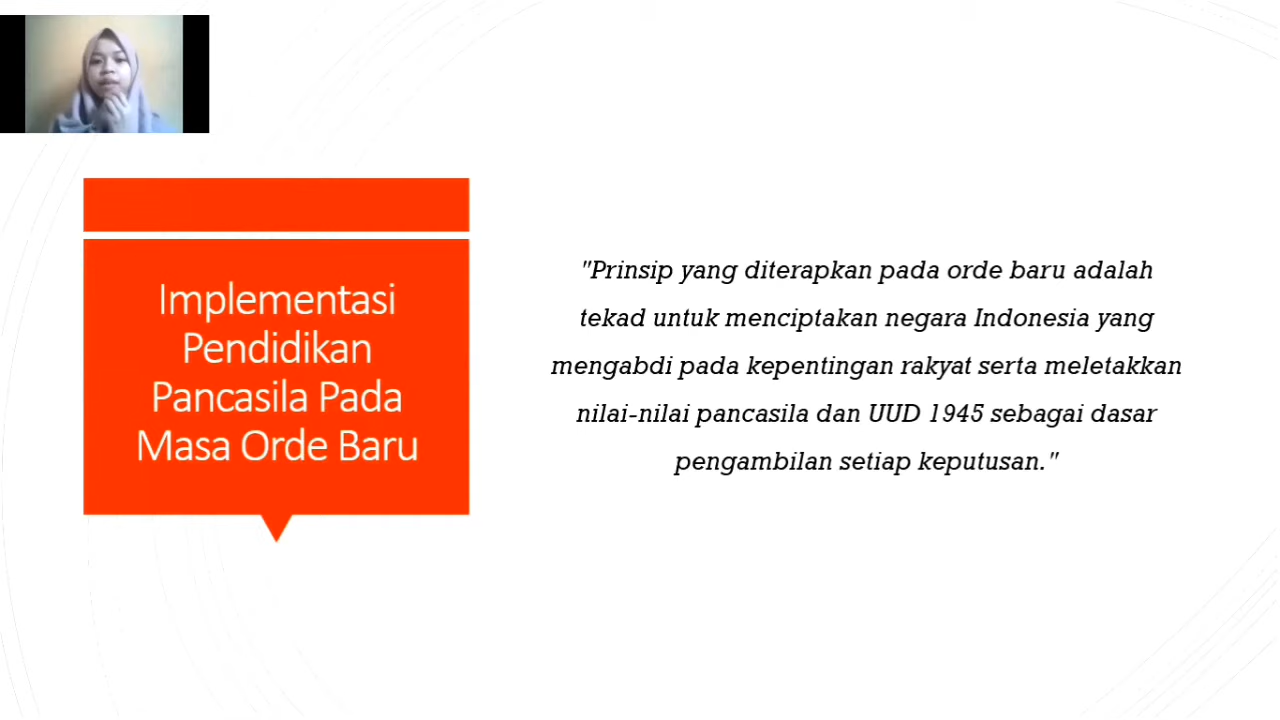 Implementasi
Pendidikan
Pancasila Pada
Masa Orde Baru
"Prinsip yang diterapkan pada orde baru adalah
tekad untuk menciptakan negara Indonesia yang
mengabdi pada kepentingan rakyat serta meletakkan
nilai-nilai pancasila dan UUD 1945 sebagai dasar
pengambilan setiap keputusan."